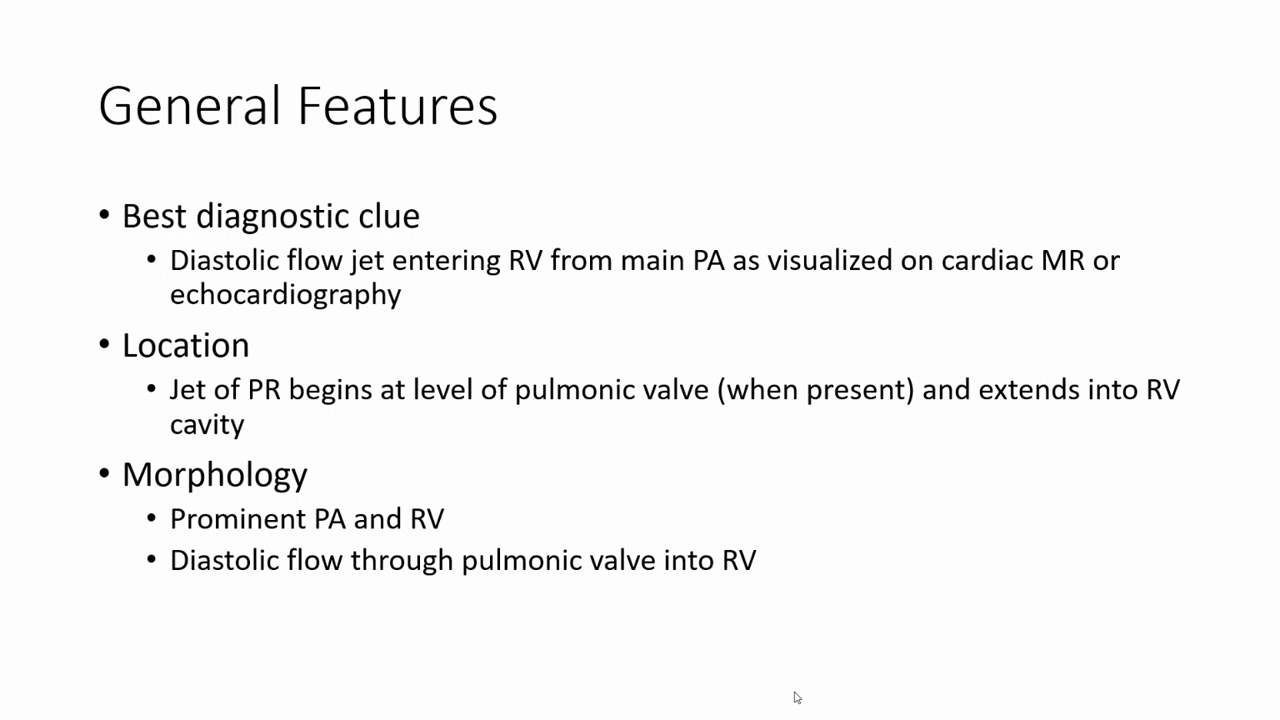 General Features
• Best diagnostic clue
• Diastolic flow jet entering RV from main PA as visualized on cardiac MR or
echocardiography
• Location
• Jet of PR begins at level of pulmonic valve (when present) and extends into RV
cavity
• Morphology
• Prominent PA and RV
• Diastolic flow through pulmonic valve into RV